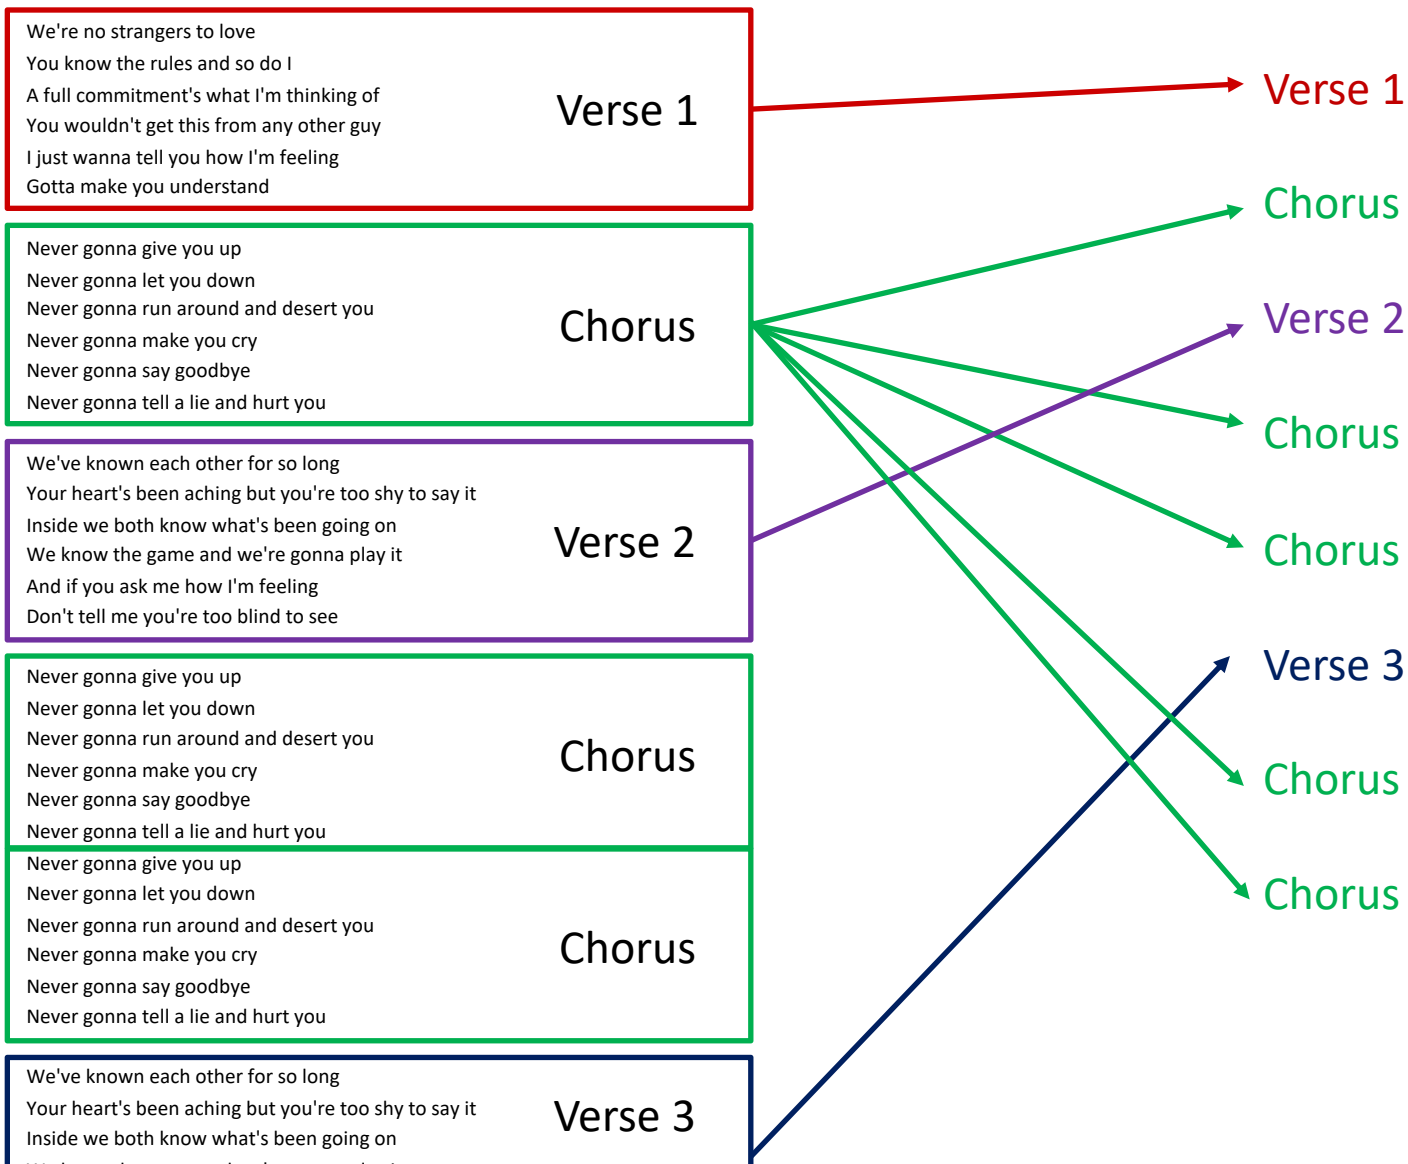 We're no strangers to love
You know the rules and so do I
A full commitment's what I'm thinking of
You wouldn't get this from any other guy
I just wanna tell you how I'm feeling
Gotta make you understand
Verse 1
Never gonna give you up
Never gonna let you down
Never gonna run around and desert you
Never gonna make you cry
Never gonna say goodbye
Never gonna tell a lie and hurt you
Chorus
We've known each other for so long
Your heart's been aching but you're too shy to say it
Inside we both know what's been going on
We know the game and we're gonna play it
And if you ask me how I'm feeling
Don't tell me you're too blind to see
Verse 2
Never gonna give you up
Never gonna let you down
Never gonna run around and desert you
Never gonna make you cry
Never gonna say goodbye
Never gonna tell a lie and hurt you
Chorus
Never gonna give you up
Never gonna let you down
Never gonna run around and desert you
Never gonna make you cry
Never gonna say goodbye
Never gonna tell a lie and hurt you
Chorus
We've known each other for so long
Your heart's been aching but you're too shy to say it
Inside we both know what's been going on
Verse 3
Verse 1
Chorus
Verse 2
Chorus
Chorus
Verse 3
Chorus
Chorus